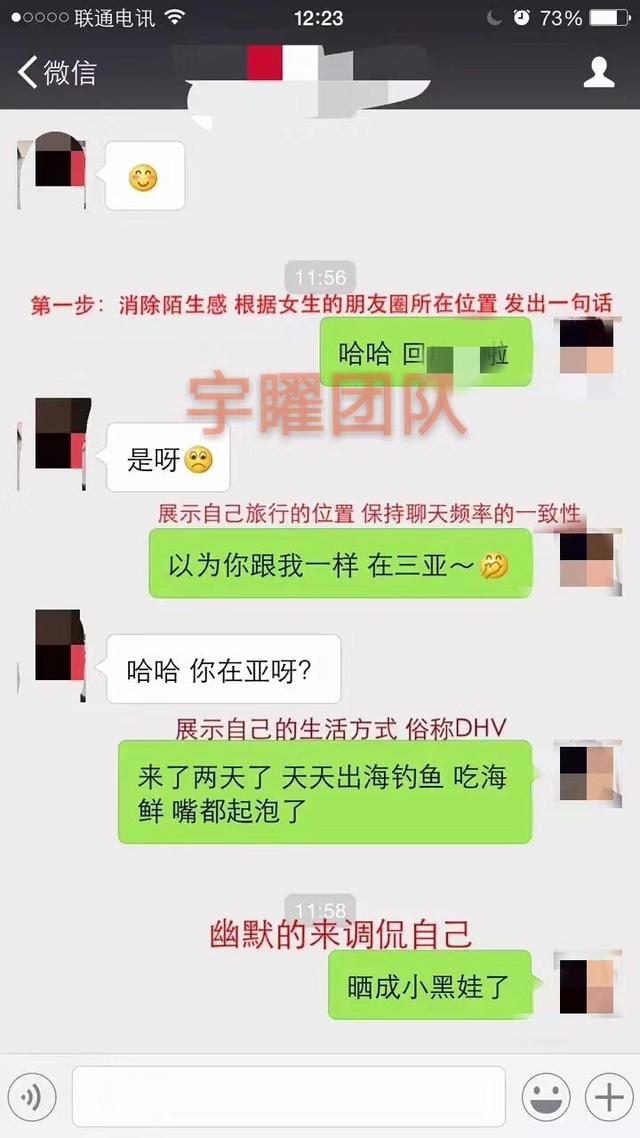 联通电讯
12:23
73%
微信
11:56
第一步：消除陌生感 根据女生的朋友圈所在位置 发出一句话
哈哈 回 啦
宇曜团队
是呀
展示自己旅行的位置 保持聊天频率的一致性
以为你跟我一样 在三亚～
哈哈 你在亚呀？
展示自己的生活方式 俗称DHV
来了两天了 天天出海钓鱼 吃海
鲜 嘴都起泡了
11:58
幽默的来调侃自己
晒成小黑娃了